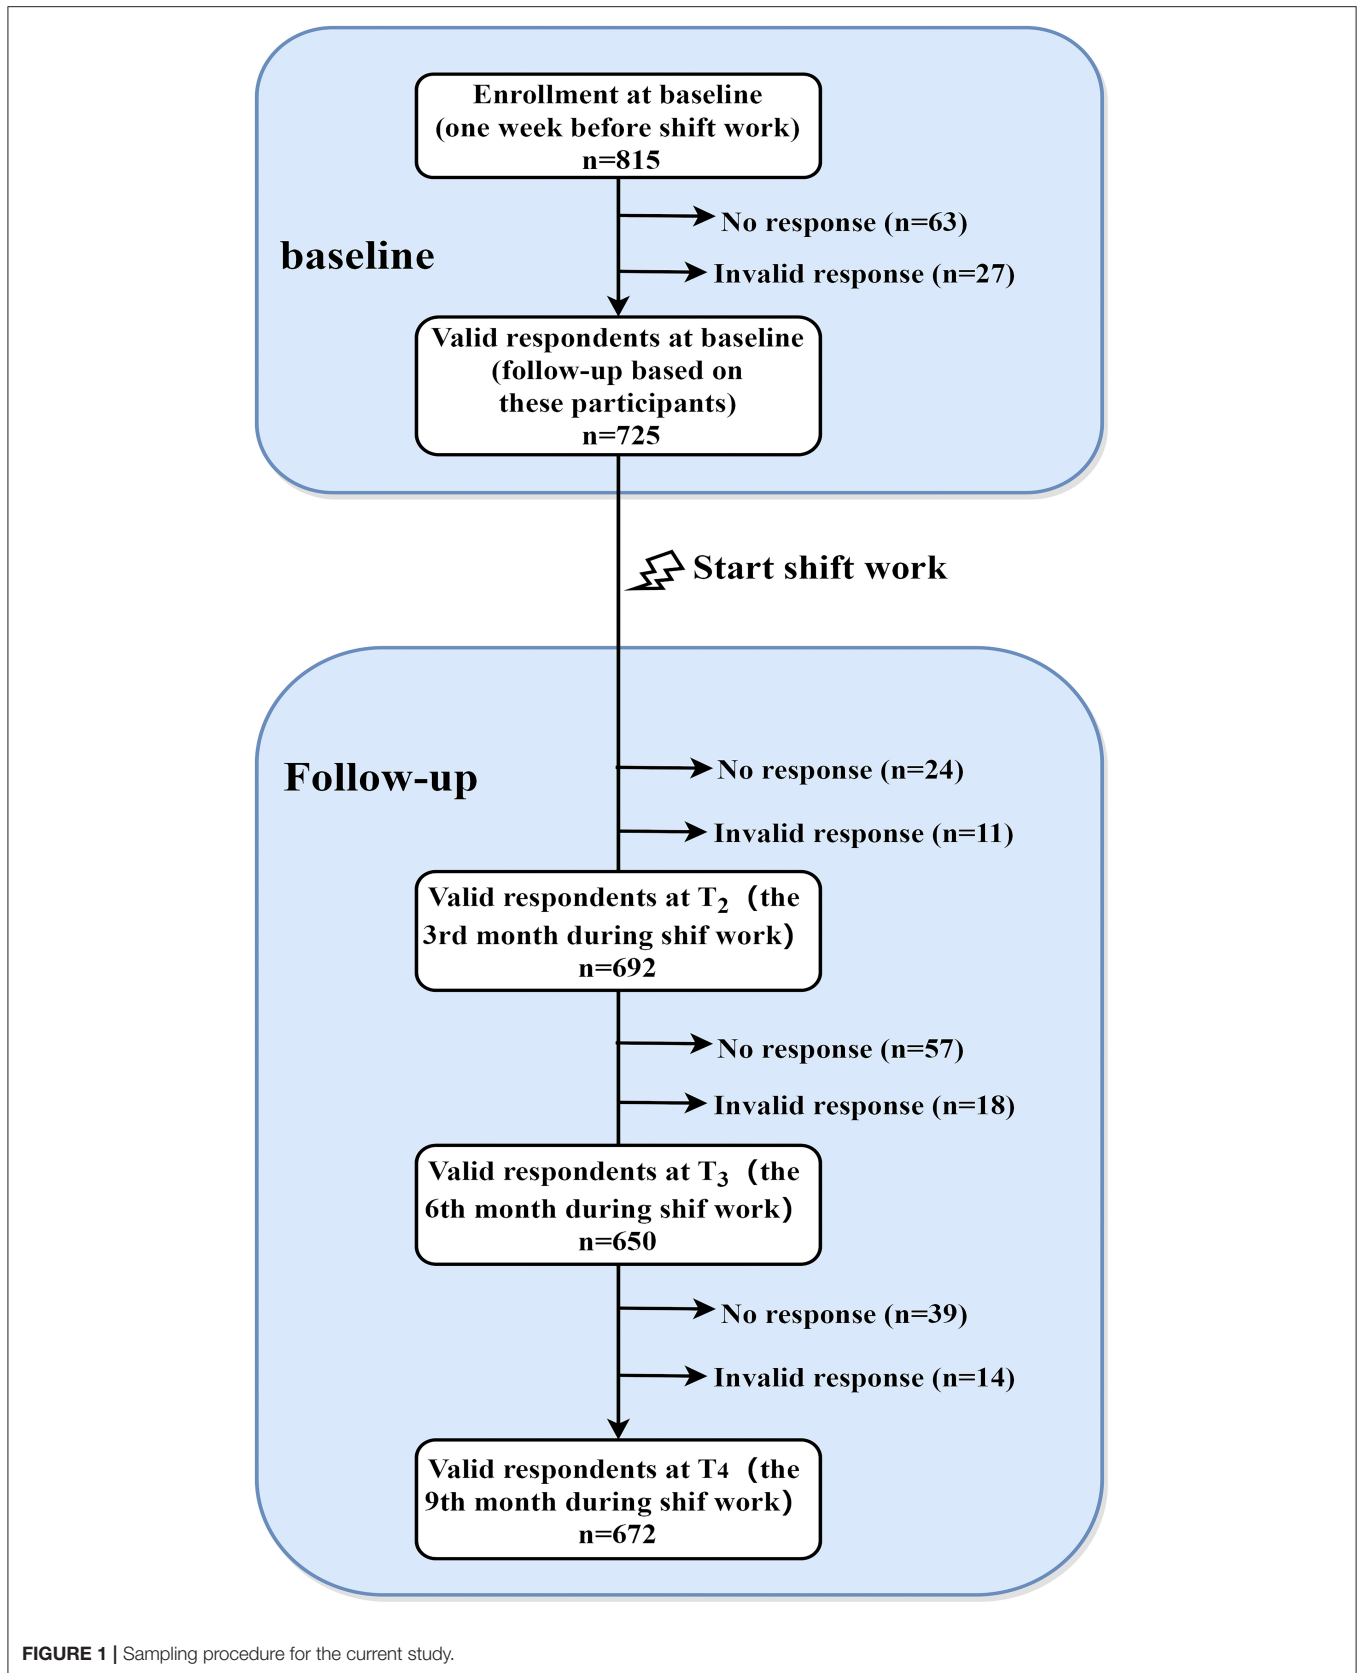 Enrollment at baseline
(one week before shift work)
n=815
No response (n=63)
baseline
Invalid response (n=27)
Valid respondents at baseline
(follow-up based on
these participants)
n=725
Start shift work
Follow-up
No response (n=24)
Invalid response (n=11)
Valid respondents at T2 (the
3rd month during shif work)
n=692
No response (n=57)
Invalid response (n=18)
Valid respondents at T3 (the
6th month during shif work)
n=650
No response (n=39)
Invalid response (n=14)
Valid respondents at T4 (the
9th month during shif work)
n=672
FIGURE 1 | Sampling procedure for the current study.